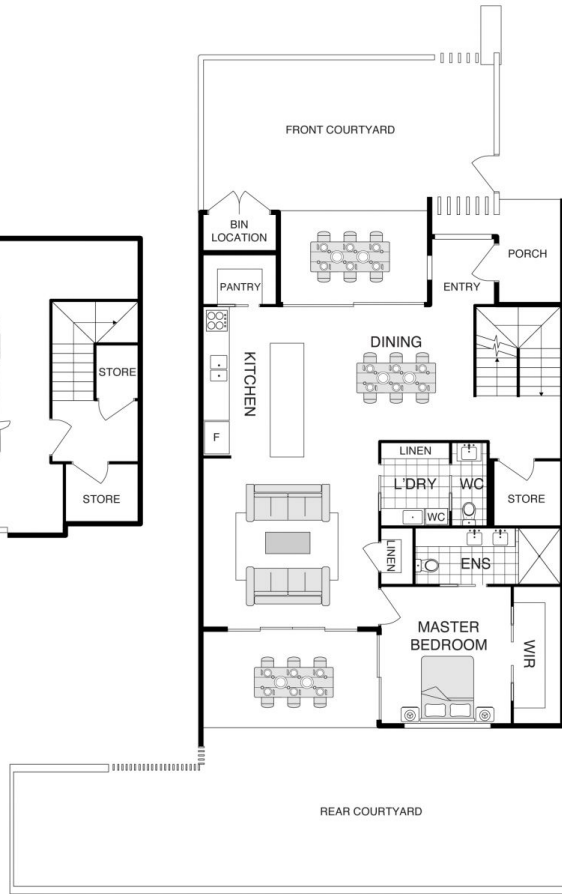 FRONT COURTYARD
BIN
LOCATION
PORCH
PANTRY
ENTRY
DINING
KITCHEN
STORE
F
LINEN
L'DRY
WC
STORE
STORE
WC
LINEN
ENS
MASTER
BEDROOM
WIR
REAR COURTYARD